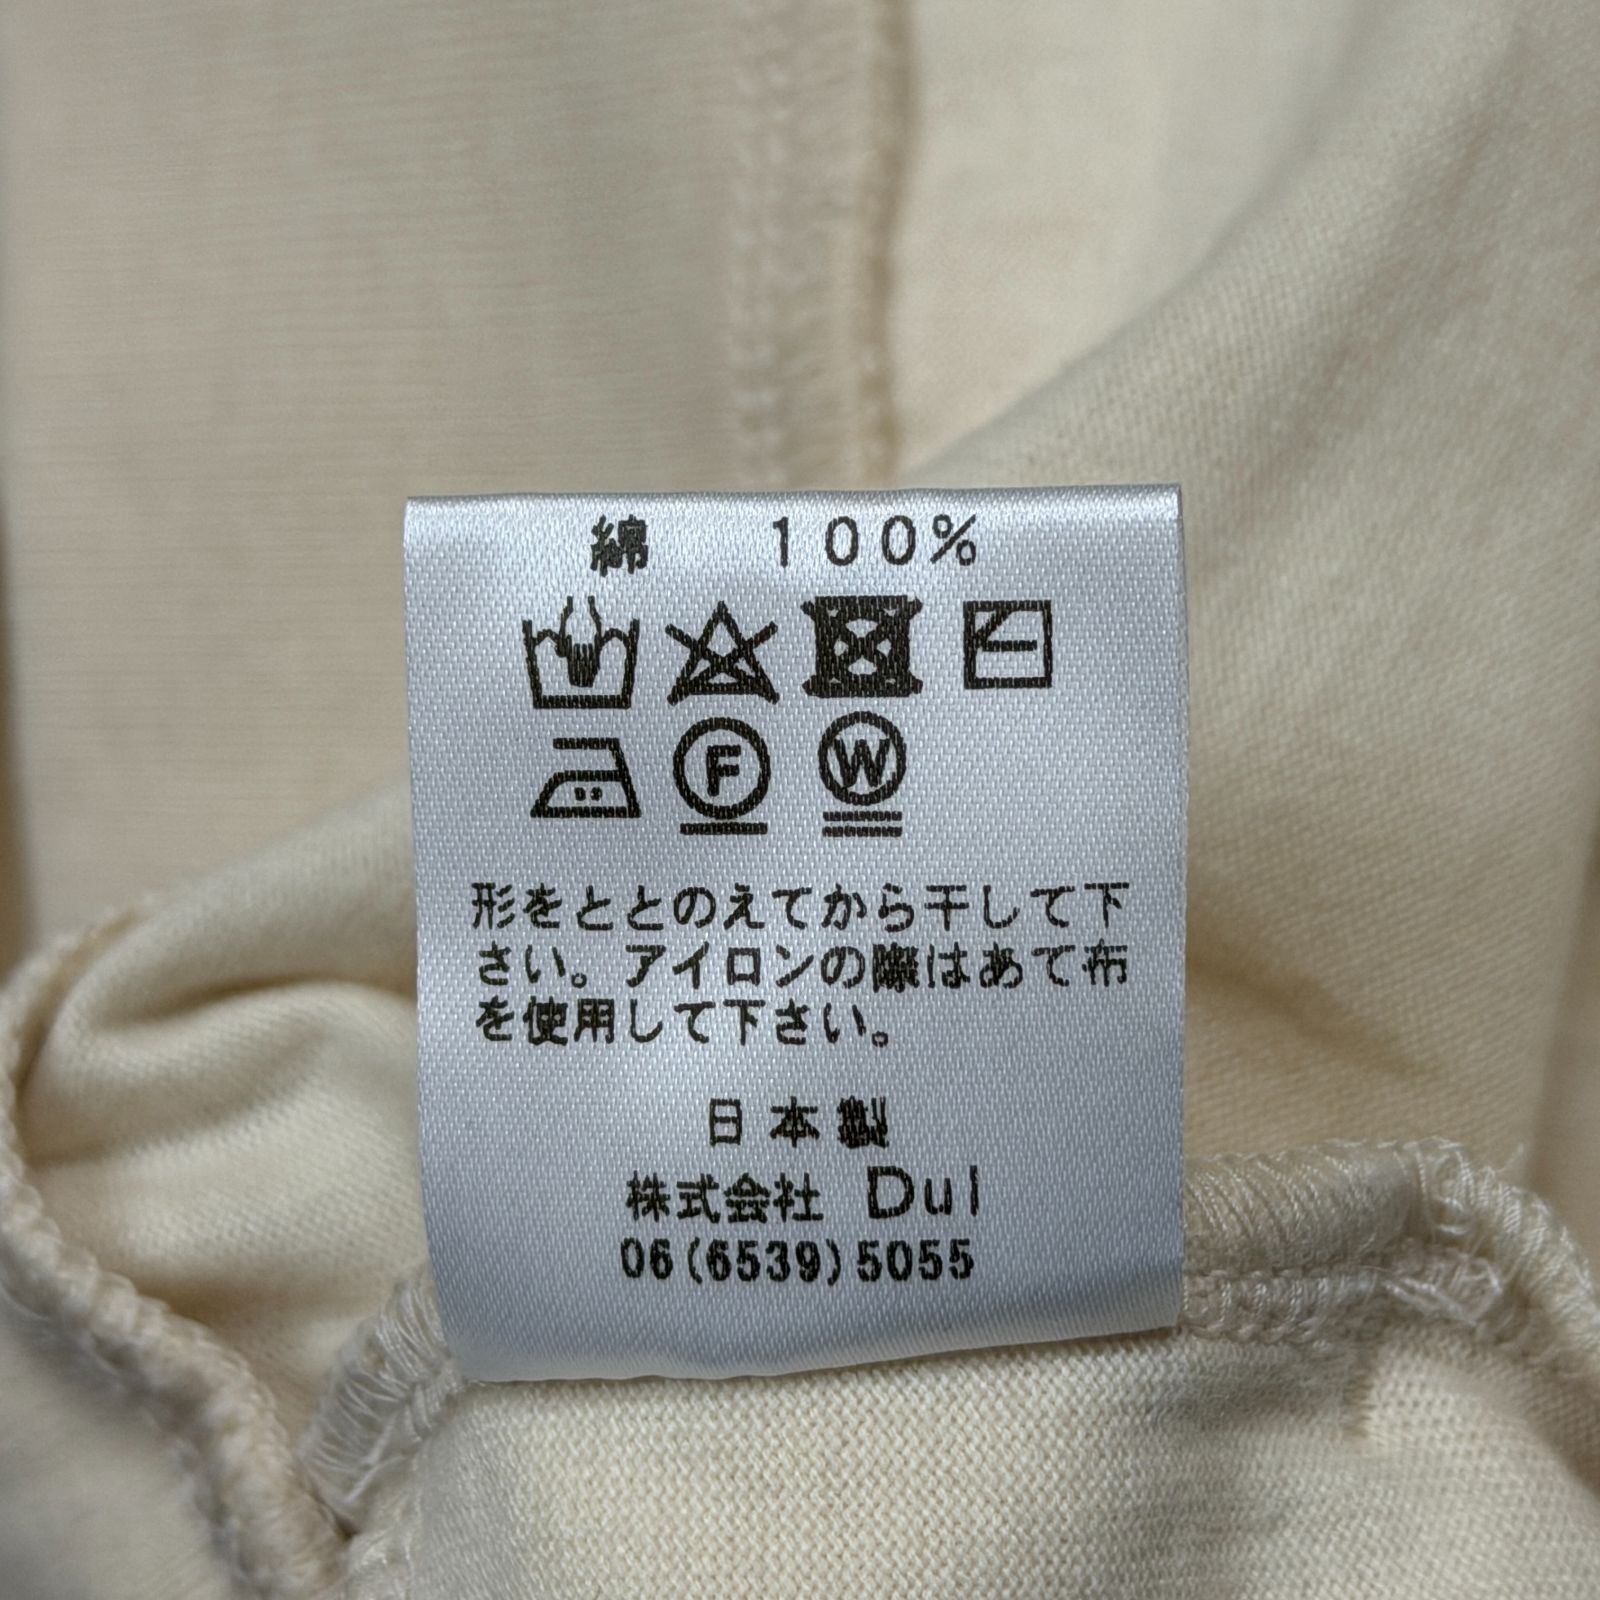 綿 100%
F W
形をととのえてから干して下
さい。アイロンの際はあて布
を使用して下さい。
日本製
株式会社 Dul
06(6539)5055